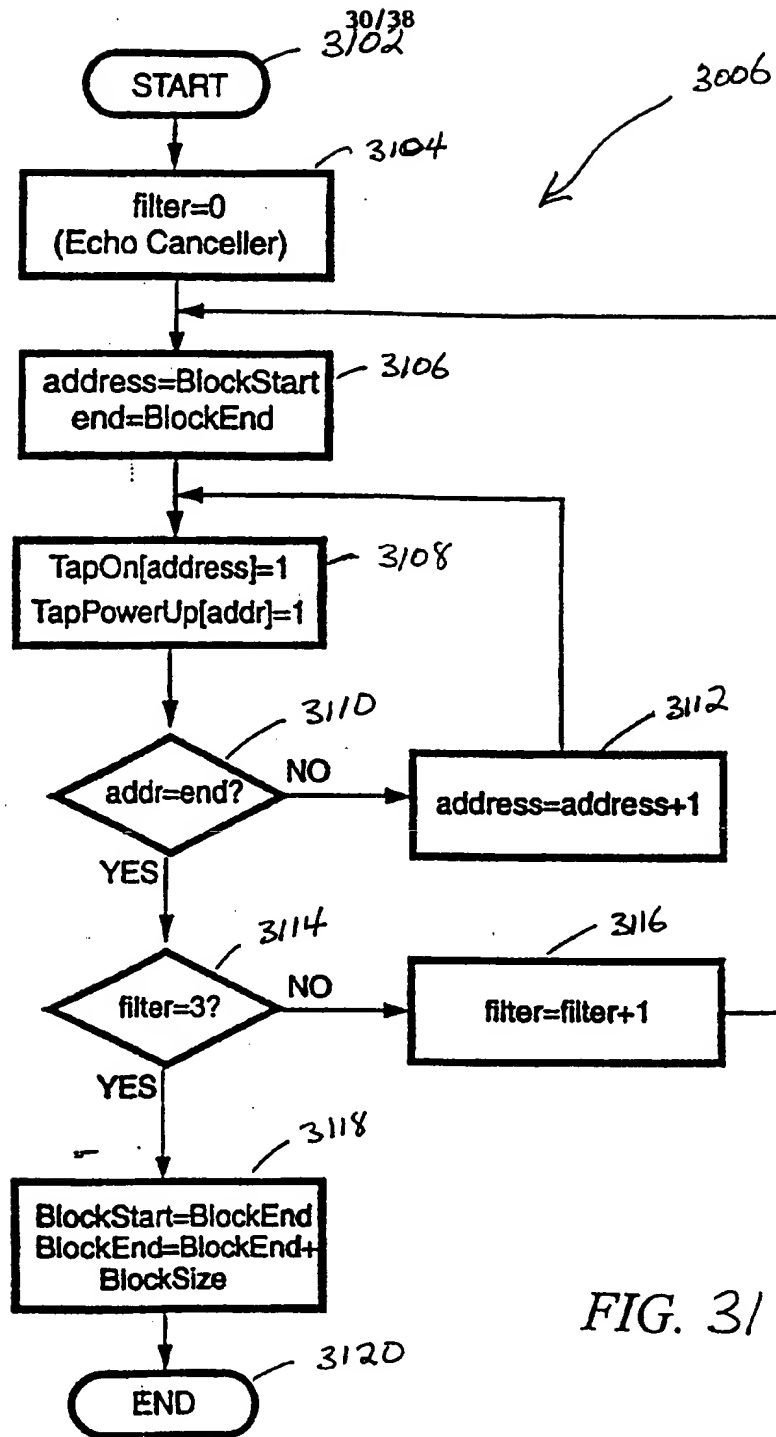 30/38
3102
START
3006
3104
filter=0
(Echo Canceller)
3106
address=BlockStart
end=BlockEnd
3108
TapOn[address]=1
TapPowerUp[addr]=1
3110
addr=end?
NO
3112
address=address+1
YES
3114
filter=3?
NO
3116
filter=filter+1
YES
3118
BlockStart=BlockEnd
BlockEnd=BlockEnd+
BlockSize
3120
END
FIG. 31